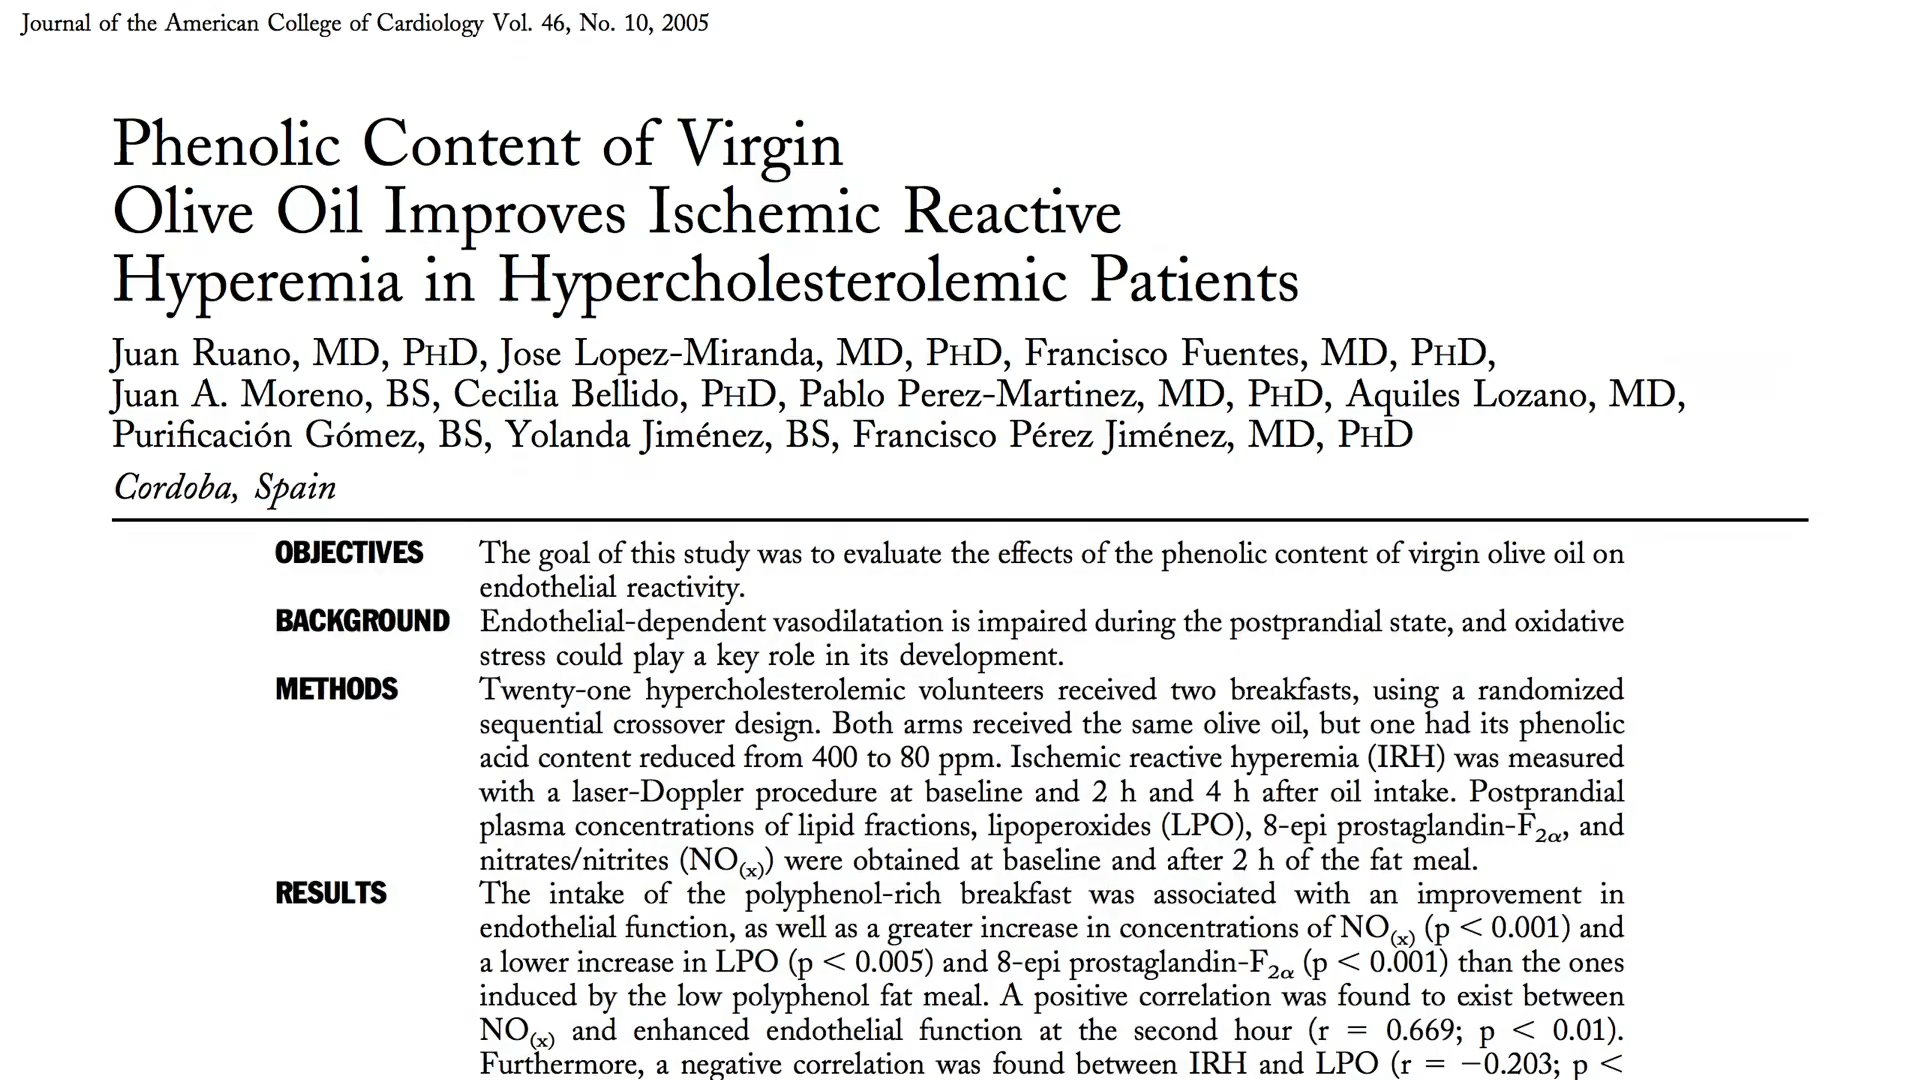 Journal of the American College of Cardiology Vol. 46, No. 10, 2005
Phenolic Content of Virgin
Olive Oil Improves Ischemic Reactive
Hyperemia in Hypercholesterolemic Patients
Juan Ruano, MD, PHD, Jose Lopez-Miranda, MD, PHD, Francisco Fuentes, MD, PHD,
Juan A. Moreno, BS, Cecilia Bellido, PHD, Pablo Perez-Martinez, MD, PHD, Aquiles Lozano, MD,
Purificación Gómez, BS, Yolanda Jiménez, BS, Francisco Pérez Jiménez, MD, PHD
Cordoba, Spain
OBJECTIVES The goal of this study was to evaluate the effects of the phenolic content of virgin olive oil on
endothelial reactivity.
BACKGROUND Endothelial-dependent vasodilatation is impaired during the postprandial state, and oxidative
stress could play a key role in its development.
METHODS Twenty-one hypercholesterolemic volunteers received two breakfasts, using a randomized
sequential crossover design. Both arms received the same olive oil, but one had its phenolic
acid content reduced from 400 to 80 ppm. Ischemic reactive hyperemia (IRH) was measured
with a laser-Doppler procedure at baseline and 2 h and 4 h after oil intake. Postprandial
plasma concentrations of lipid fractions, lipoperoxides (LPO), 8-epi prostaglandin-F2α, and
nitrates/nitrites (NO(x)) were obtained at baseline and after 2 h of the fat meal.
RESULTS The intake of the polyphenol-rich breakfast was associated with an improvement in
endothelial function, as well as a greater increase in concentrations of NO(x) (p < 0.001) and
a lower increase in LPO (p < 0.005) and 8-epi prostaglandin-F2α (p < 0.001) than the ones
induced by the low polyphenol fat meal. A positive correlation was found to exist between
NO(x) and enhanced endothelial function at the second hour (r = 0.669; p < 0.01).
Furthermore, a negative correlation was found between IRH and LPO (r = −0.203; p <